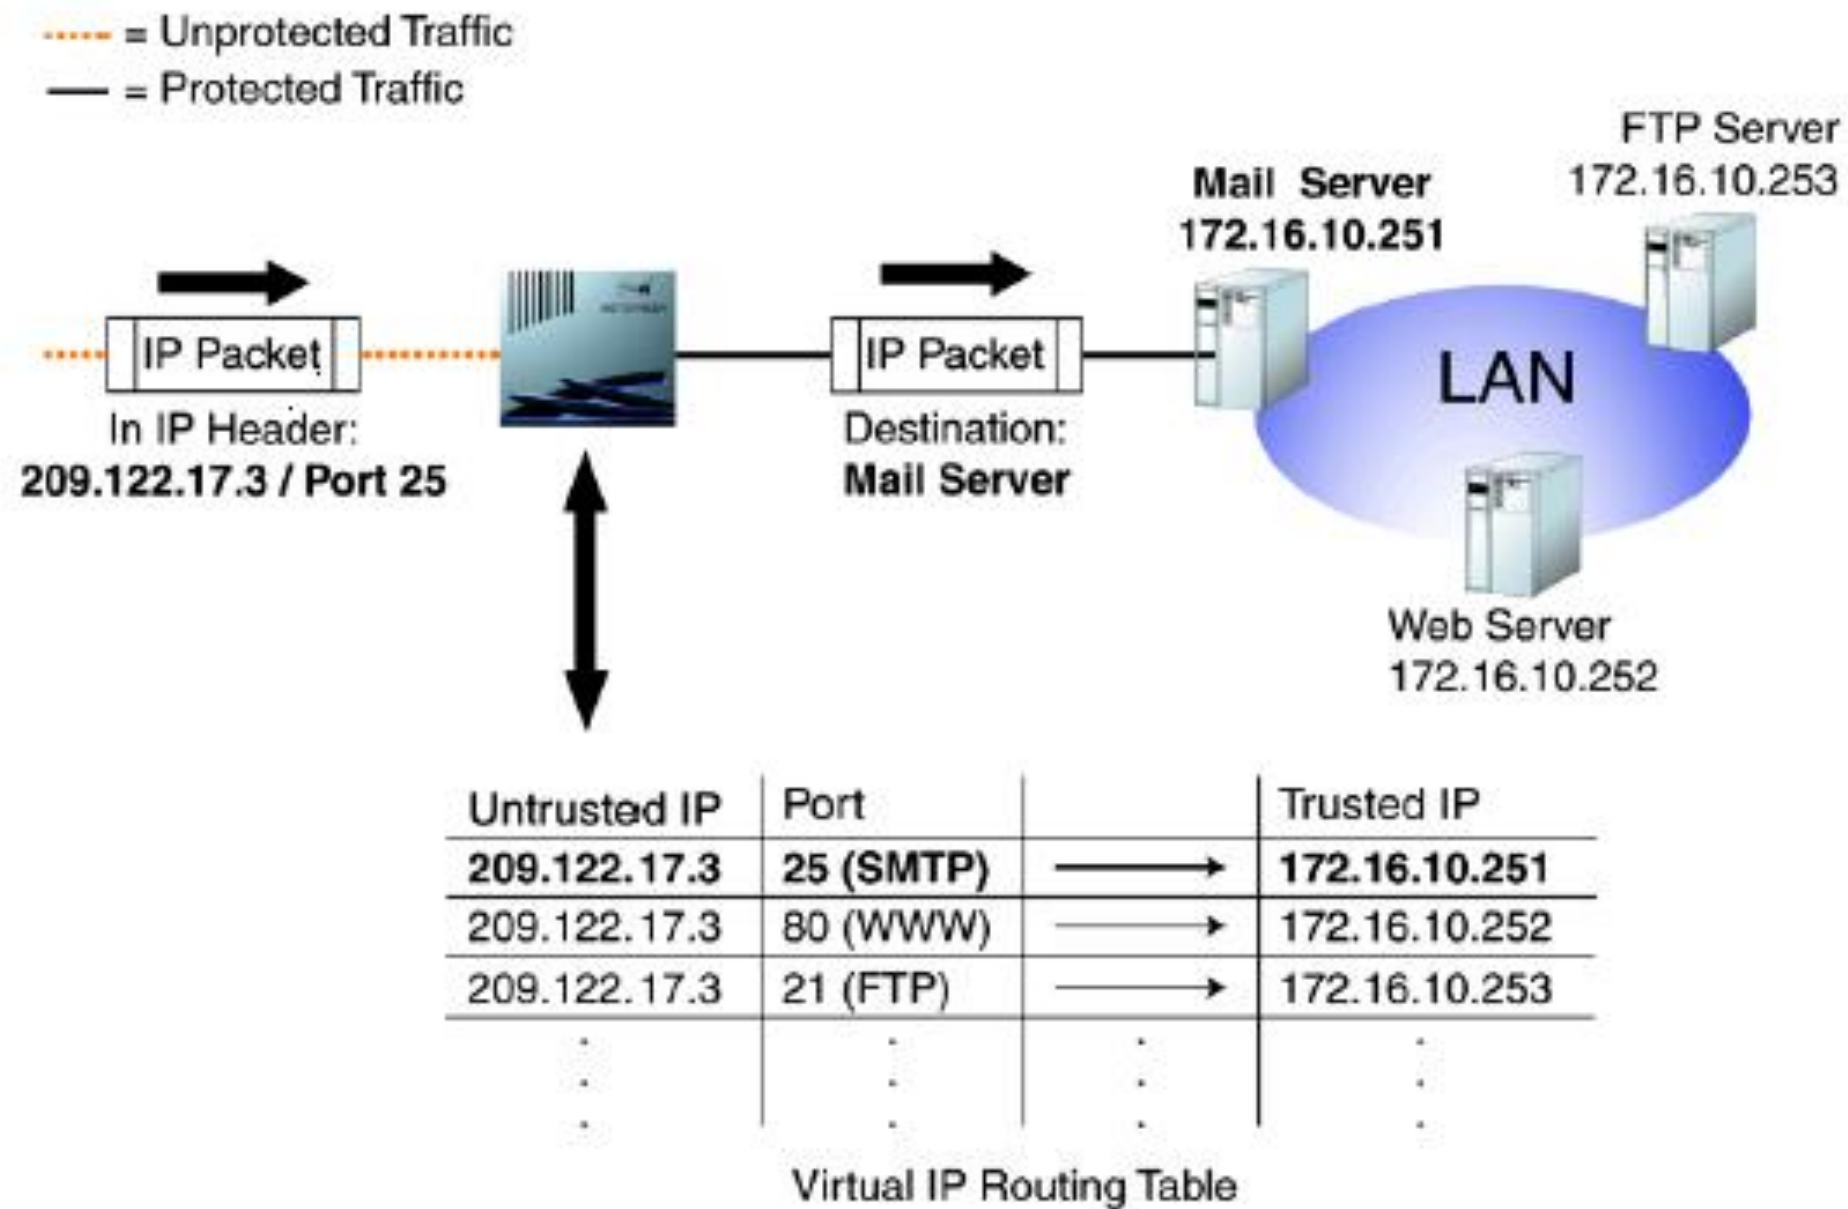 = Unprotected Traffic
= Protected Traffic
FTP Server
172.16.10.253
Mail Server
172.16.10.251
IP Packet
IP Packet
LAN
In IP Header:
209.122.17.3 / Port 25
Destination:
Mail Server
Web Server
172.16.10.252
Untrusted IP Port Trusted IP
209.122.17.3 25 (SMTP) 172.16.10.251
209.122.17.3 80 (WWW) 172.16.10.252
209.122.17.3 21 (FTP) 172.16.10.253
Virtual IP Routing Table